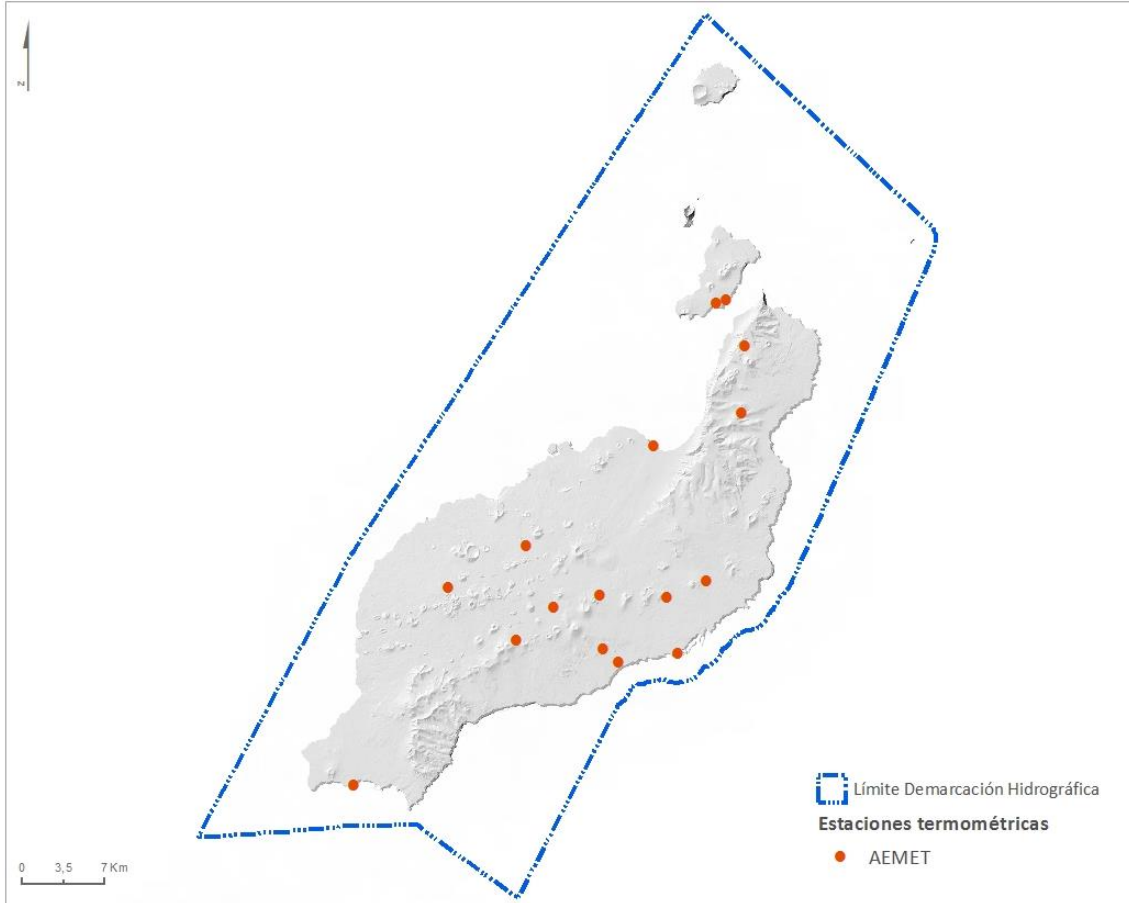 N
Límite Demarcación Hidrográfica
Estaciones termométricas
AEMET
0 3,5 7 Km